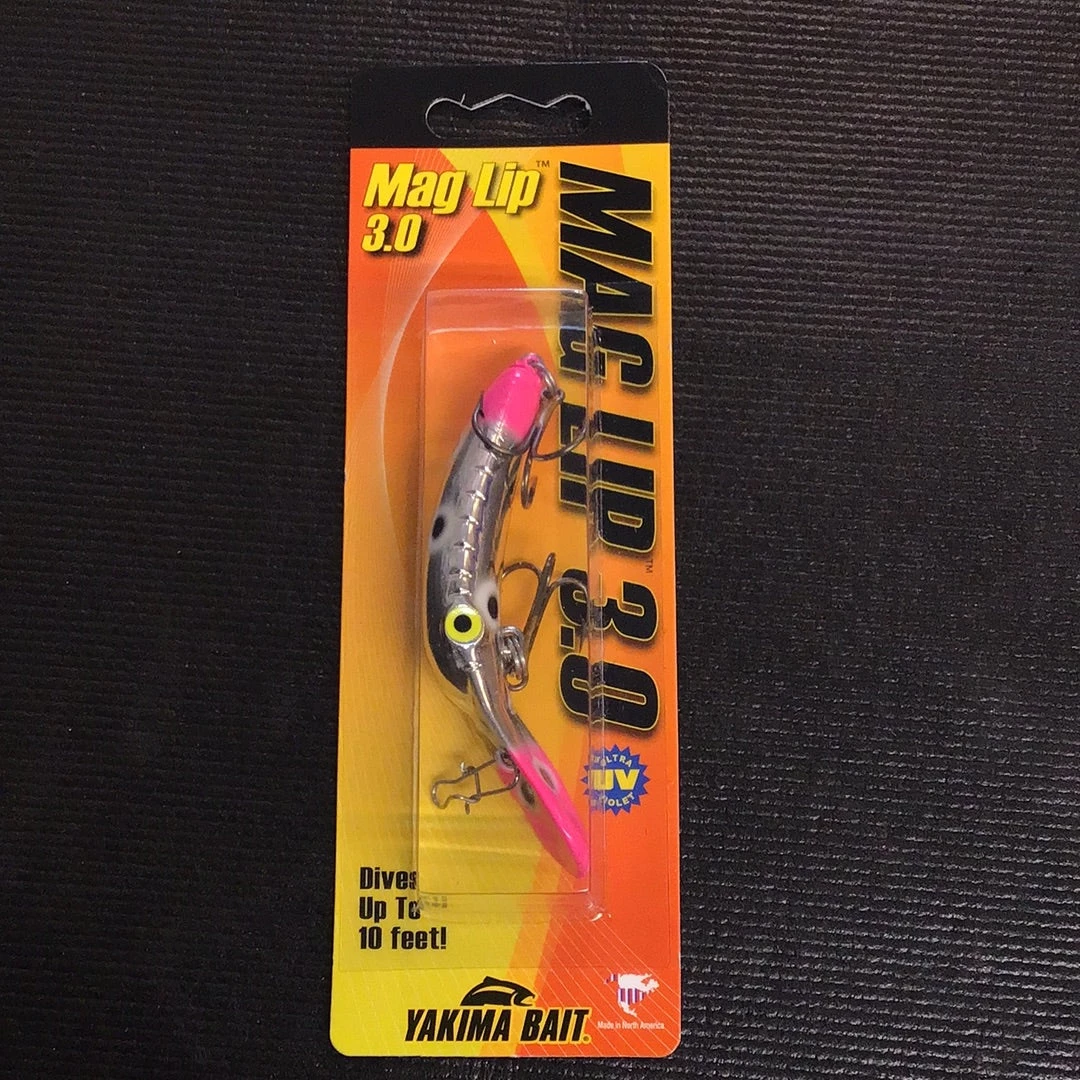 Mag Lip™
3.0
MAG LIP™ 3.0
ULTRA
UV
VIOLET
Dives
Up To
10 feet!
YAKIMA BAIT®
Made in North America